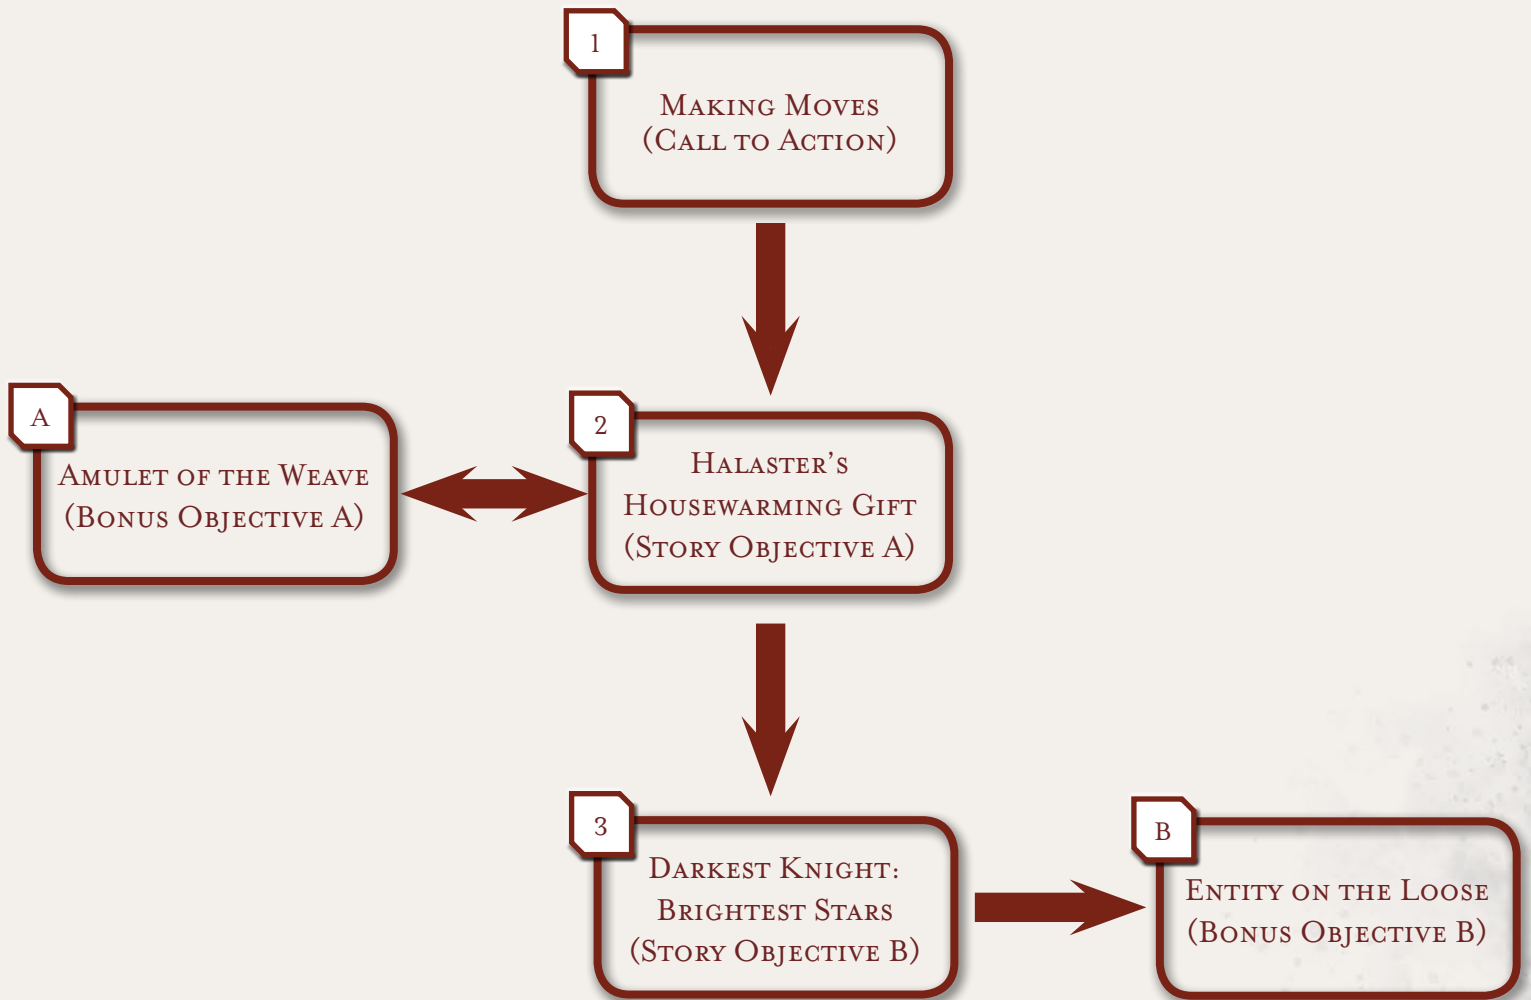 1
Making Moves
(Call to Action)
A
Amulet of the Weave
(Bonus Objective A)
2
Halaster's
Housewarming Gift
(Story Objective A)
3
Darkest Knight:
Brightest Stars
(Story Objective B)
B
Entity on the Loose
(Bonus Objective B)